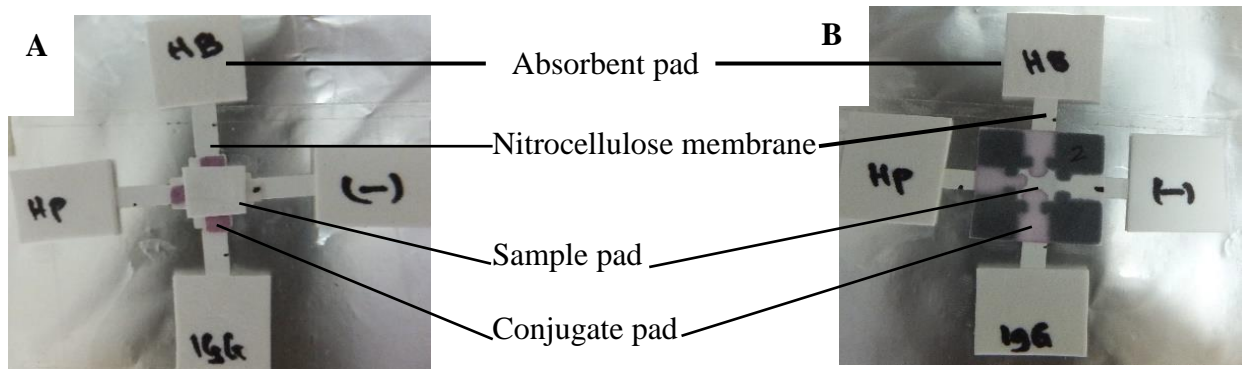 A
HB
Absorbent pad
B
HB
Nitrocellulose membrane
HP
(-)
2
HP
(-)
Sample pad
Conjugate pad
IgG
IgG